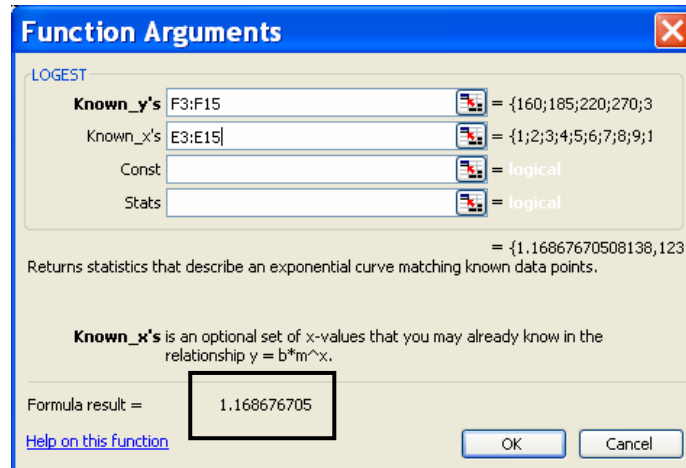 Function Arguments
LOGEST
Known_y's F3:F15 = {160;185;220;270;3
Known_x's E3:E15 = {1;2;3;4;5;6;7;8;9;1
Const = logical
Stats = logical
= {1.16867670508138,123
Returns statistics that describe an exponential curve matching known data points.
Known_x's is an optional set of x-values that you may already know in the
relationship y = b*m^x.
Formula result = 1.168676705
Help on this function OK Cancel